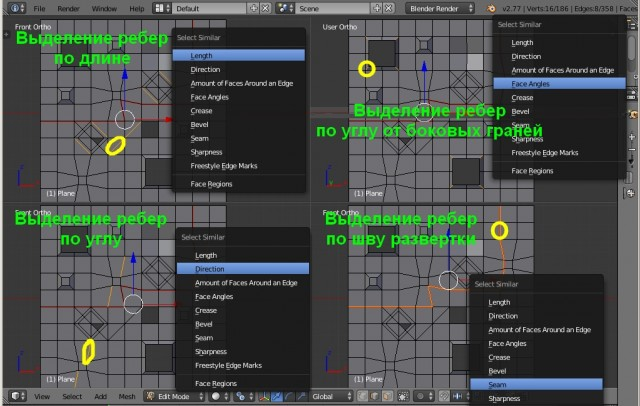 File Render Window Help Default Scene Blender Render v2.77 | Verts:16/186 | Edges:8/358 | Faces
Front Ortho
Выделение ребер
по длине
Select Similar
Length
Direction
Amount of Faces Around an Edge
Face Angles
Crease
Bevel
Seam
Sharpness
Freestyle Edge Marks
Face Regions
(1) Plane
User Ortho
Select Similar
Length
Direction
Amount of Faces Around an Edge
Face Angles
Crease
Bevel
Seam
Sharpness
Freestyle Edge Marks
Face Regions
Выделение ребер
по углу от боковых граней
(1) Plane
Front Ortho
Выделение ребер
по углу
Select Similar
Length
Direction
Amount of Faces Around an Edge
Face Angles
Crease
Bevel
Seam
Sharpness
Freestyle Edge Marks
Face Regions
(1) Plane
Front Ortho
Выделение ребер
по шву развертки
Select Similar
Length
Direction
Amount of Faces Around an Edge
Face Angles
Crease
Bevel
Seam
Sharpness
(1) Plane
View Select Add Mesh Edit Mode